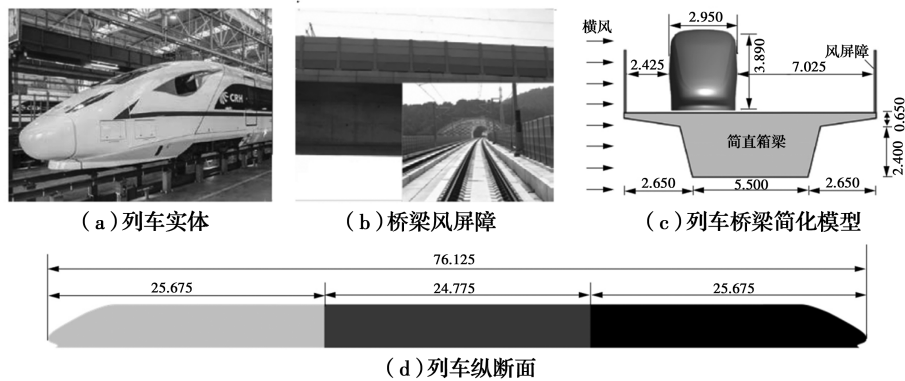 CRH
(a)列车实体
(b)桥梁风屏障
横风
2.950
3.890
风屏障
2.425
7.025
0.650
简直箱梁
2.400
2.650
5.500
2.650
(c)列车桥梁简化模型
76.125
25.675
24.775
25.675
(d)列车纵断面